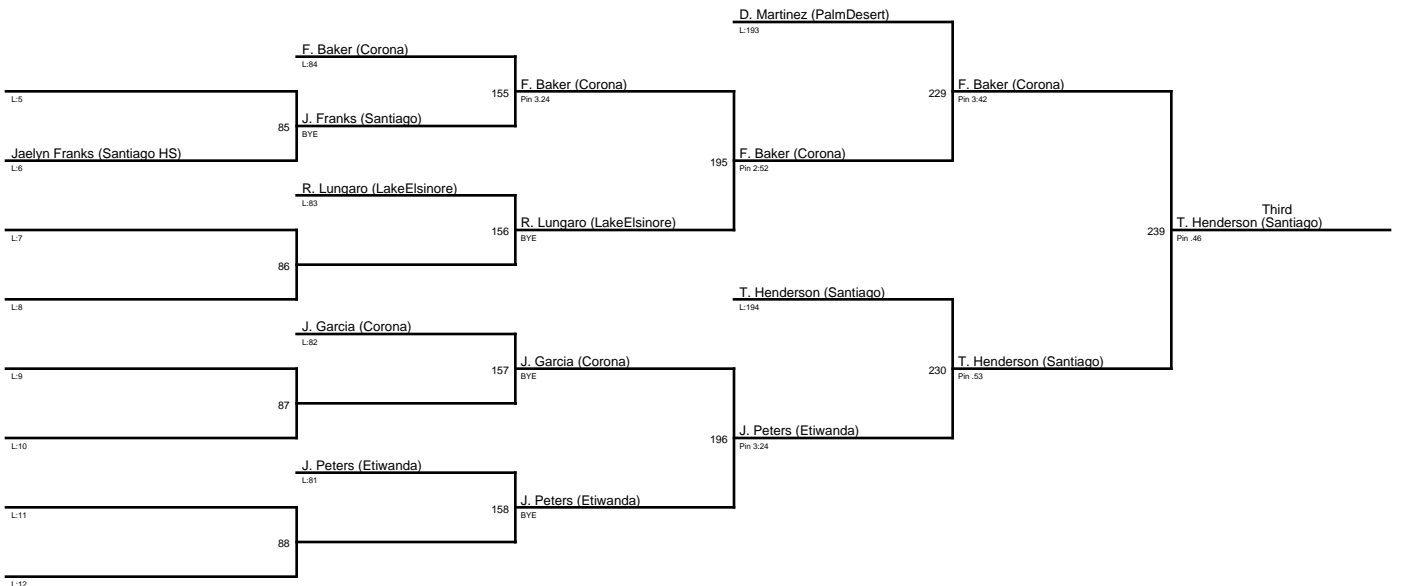 D. Martinez (PalmDesert)
L:193
F. Baker (Corona)
L:84
155
F. Baker (Corona)
Pin 3.24
229
F. Baker (Corona)
Pin 3:42
L:5
85
J. Franks (Santiago)
BYE
Jaelyn Franks (Santiago HS)
L:6
195
F. Baker (Corona)
Pin 2:52
R. Lungaro (LakeElsinore)
L:83
Third
L:7
156
R. Lungaro (LakeElsinore)
BYE
239
T. Henderson (Santiago)
Pin .46
86
L:8
T. Henderson (Santiago)
L:194
J. Garcia (Corona)
L:82
L:9
157
J. Garcia (Corona)
BYE
230
T. Henderson (Santiago)
Pin .53
87
L:10
196
J. Peters (Etiwanda)
Pin 3:24
J. Peters (Etiwanda)
L:81
L:11
158
J. Peters (Etiwanda)
BYE
88
L:12